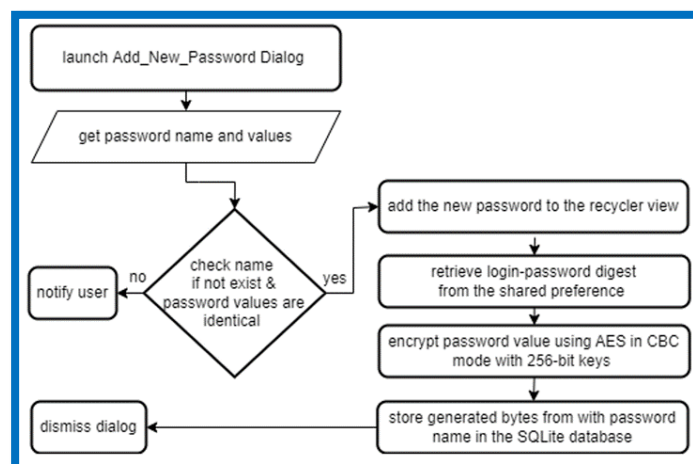 launch Add_New_Password Dialog
get password name and values
check name
if not exist &
password values are
identical
no
yes
notify user
add the new password to the recycler view
retrieve login-password digest
from the shared preference
encrypt password value using AES in CBC
mode with 256-bit keys
store generated bytes from with password
name in the SQLite database
dismiss dialog